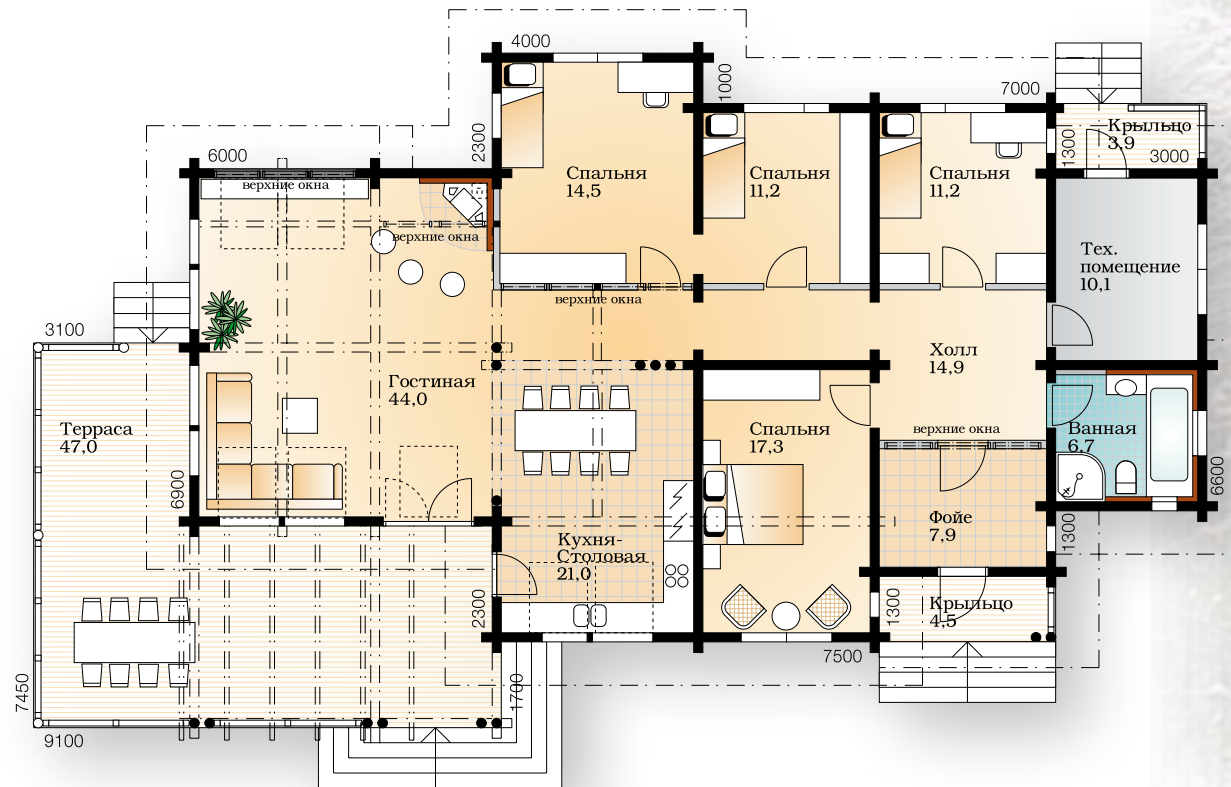 4000
1000
7000
Крыльцо
3,9
1300
3000
6000
верхние окна
2300
Спальня
14,5
Спальня
11,2
Спальня
11,2
верхние окна
Тех.
помещение
10,1
верхние окна
3100
Гостиная
44,0
Холл
14,9
Терраса
47,0
Спальня
17,3
верхние окна
Ванная
6,7
6900
6600
Кухня-
Столовая
21,0
Фойе
7,9
1300
2300
1300
Крыльцо
4,5
7500
7450
1700
9100